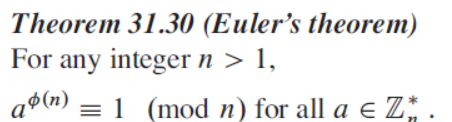 Theorem 31.30 (Euler’s theorem)
For any integer n > 1,
a^{ϕ(n)} ≡ 1 (mod n) for all a ∈ ℤ*ₙ .